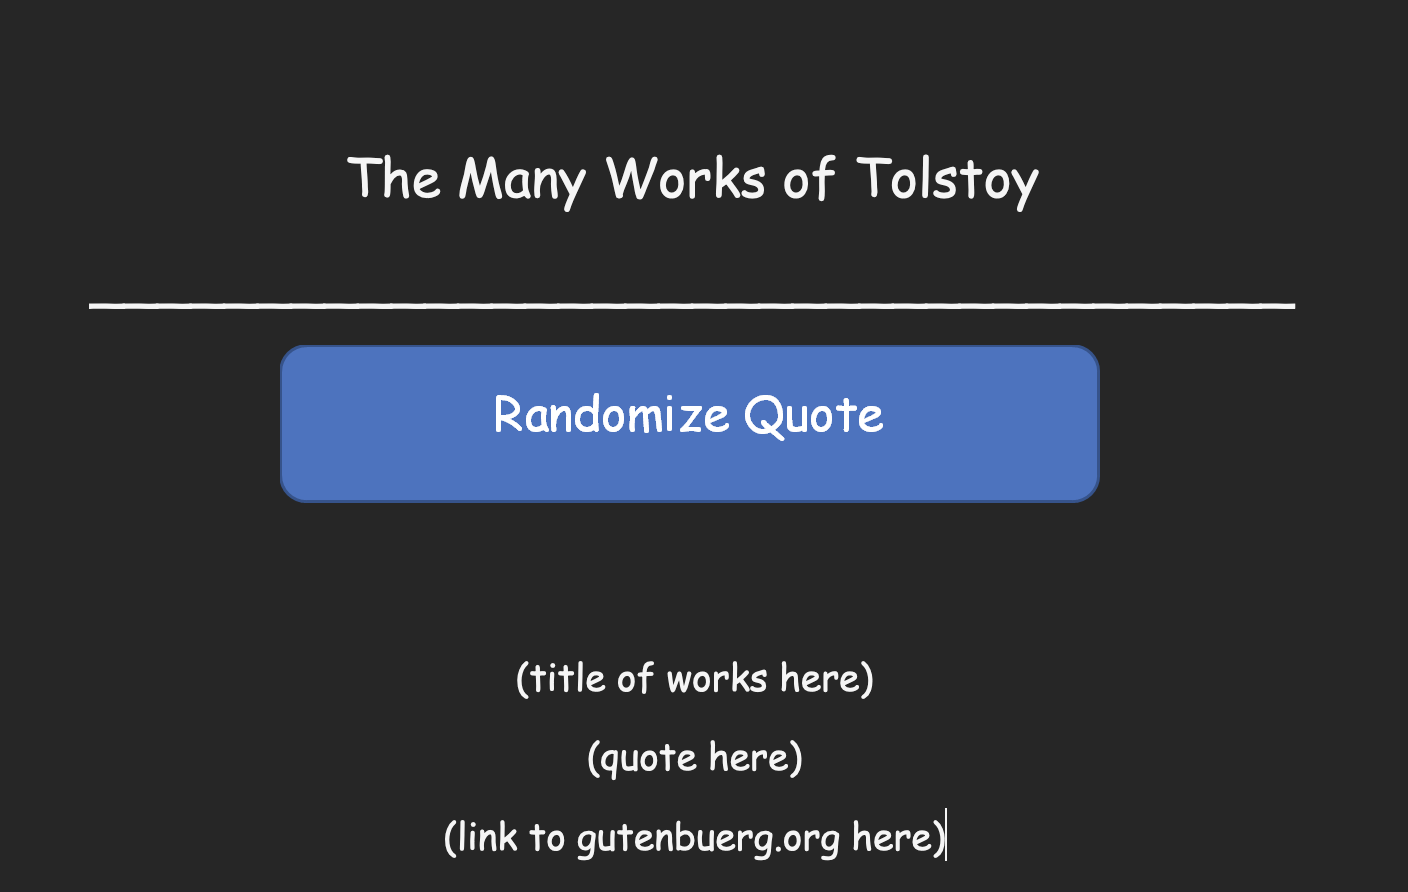 The Many Works of Tolstoy
Randomize Quote
(title of works here)
(quote here)
(link to gutenbuerg.org here)